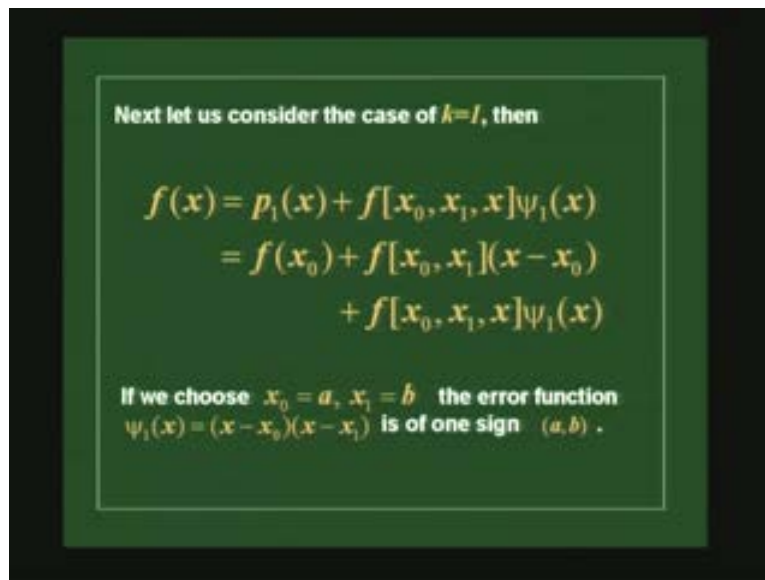 Next let us consider the case of k=1, then
f(x) = p₁(x) + f[x₀, x₁, x]ψ₁(x)
= f(x₀) + f[x₀, x₁](x − x₀)
+ f[x₀, x₁, x]ψ₁(x)
If we choose x₀ = a, x₁ = b the error function
ψ₁(x) = (x − x₀)(x − x₁) is of one sign (a,b) .